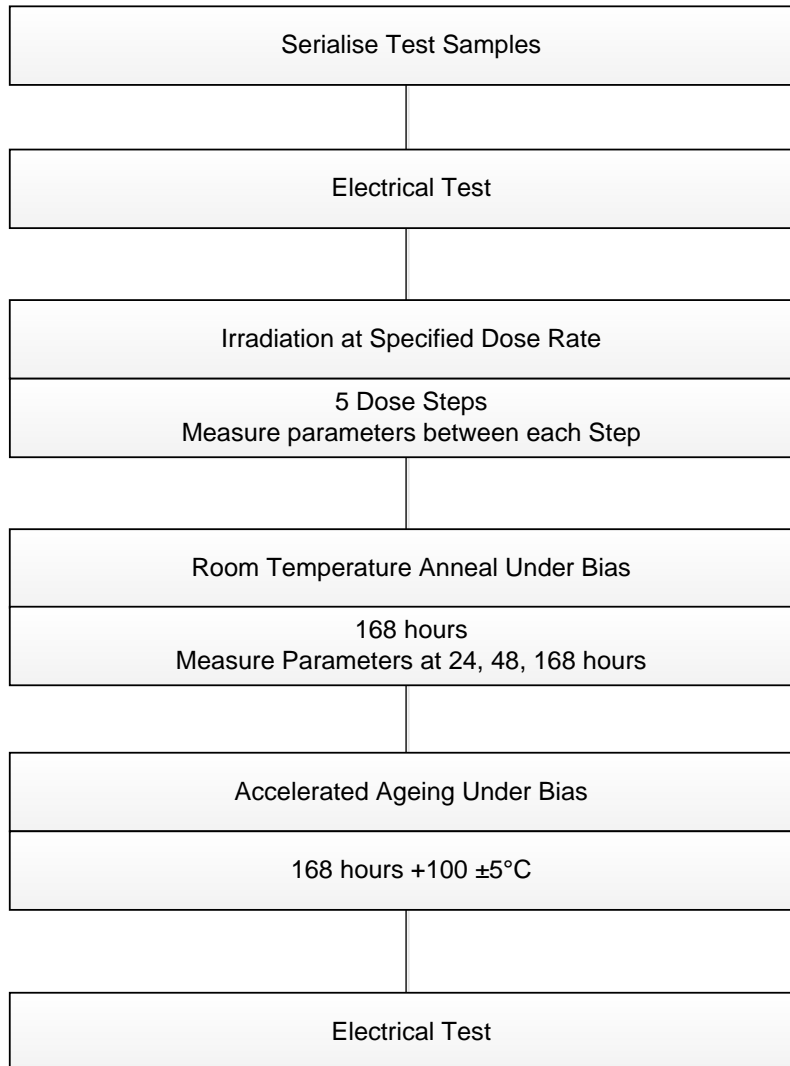 Serialise Test Samples
Electrical Test
Irradiation at Specified Dose Rate
5 Dose Steps
Measure parameters between each Step
Room Temperature Anneal Under Bias
168 hours
Measure Parameters at 24, 48, 168 hours
Accelerated Ageing Under Bias
168 hours +100 ±5°C
Electrical Test